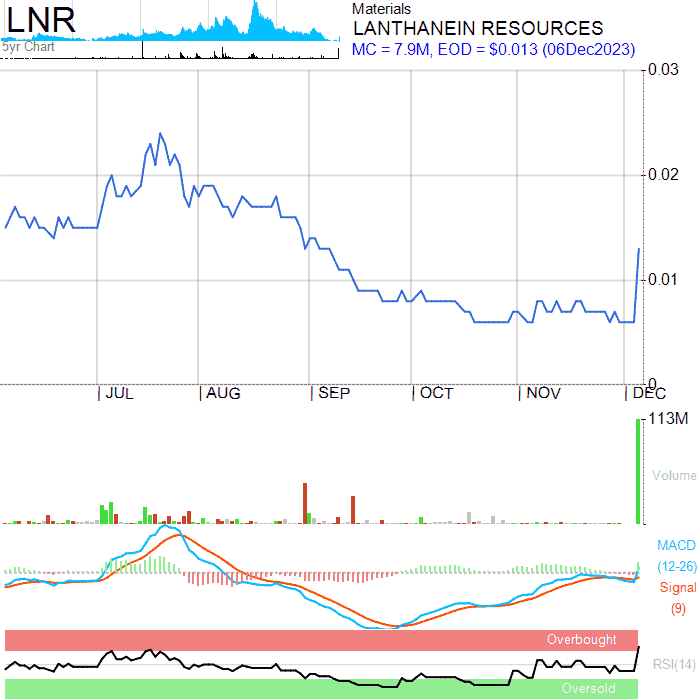 LNR
5yr Chart
Materials
LANTHANEIN RESOURCES
MC = 7.9M, EOD = $0.013 (06Dec2023)
0.03
0.02
0.01
0
JUL AUG SEP OCT NOV DEC
113M
Volume
MACD
(12-26)
Signal
(9)
Overbought
RSI(14)
Oversold